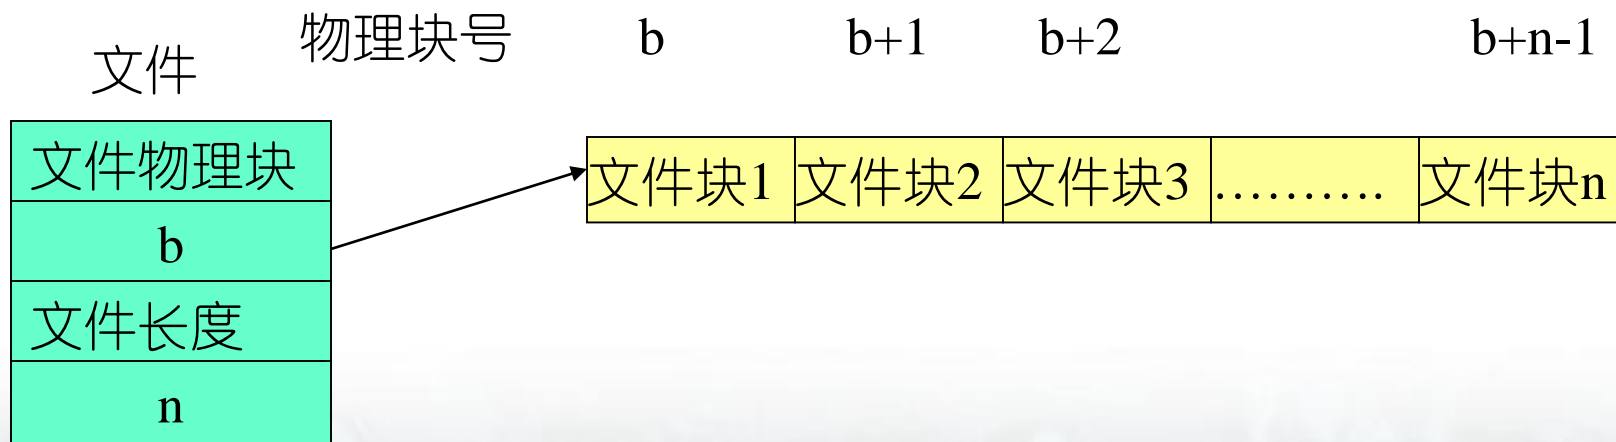 物理块号 b b+1 b+2 b+n-1
文件
文件物理块
b
文件长度
n
文件块1 文件块2 文件块3 .......... 文件块n